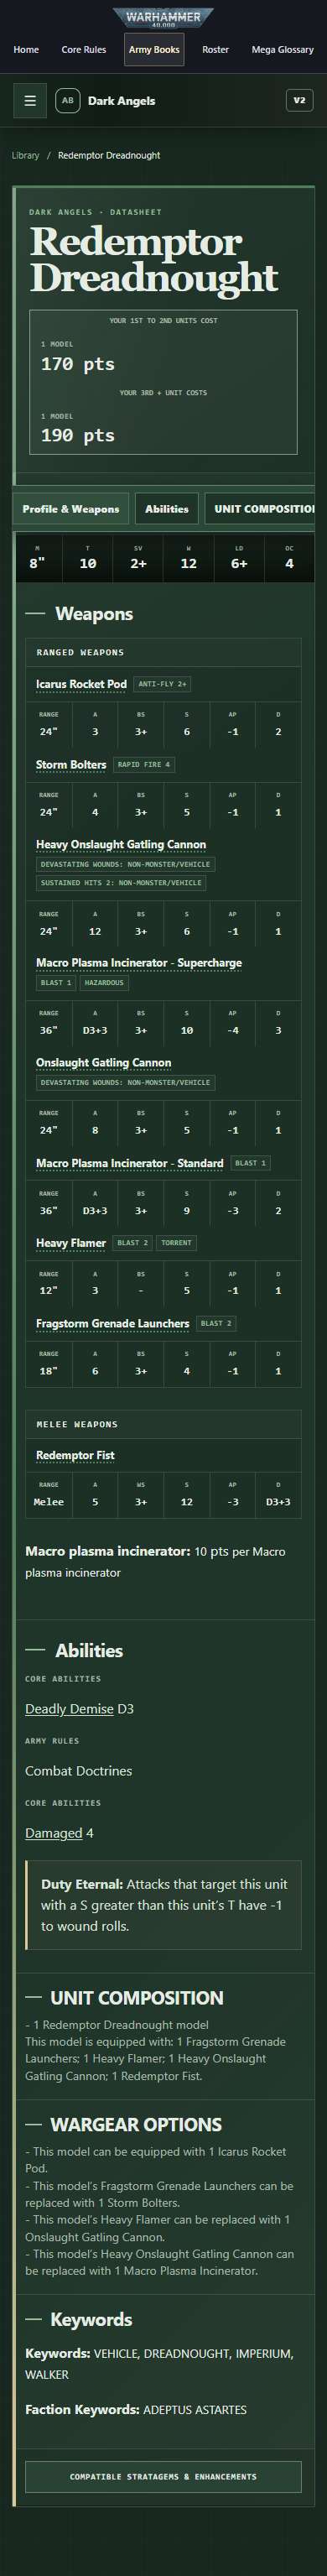 WARHAMMER
40,000
Home Core Rules Army Books Roster Mega Glossary
☰ AB Dark Angels V2
Library / Redemptor Dreadnought
DARK ANGELS · DATASHEET
Redemptor
Dreadnought
YOUR 1ST TO 2ND UNITS COST
1 MODEL
170 pts
YOUR 3RD + UNIT COSTS
1 MODEL
190 pts
Profile & Weapons Abilities UNIT COMPOSITION
M T SV W LD OC
8" 10 2+ 12 6+ 4
Weapons
RANGED WEAPONS
Icarus Rocket Pod ANTI-FLY 2+
RANGE A BS S AP D
24" 3 3+ 6 -1 2
Storm Bolters RAPID FIRE 4
RANGE A BS S AP D
24" 4 3+ 5 -1 1
Heavy Onslaught Gatling Cannon
DEVASTATING WOUNDS: NON-MONSTER/VEHICLE
SUSTAINED HITS 2: NON-MONSTER/VEHICLE
RANGE A BS S AP D
24" 12 3+ 6 -1 1
Macro Plasma Incinerator - Supercharge
BLAST 1 HAZARDOUS
RANGE A BS S AP D
36" D3+3 3+ 10 -4 3
Onslaught Gatling Cannon
DEVASTATING WOUNDS: NON-MONSTER/VEHICLE
RANGE A BS S AP D
24" 8 3+ 5 -1 1
Macro Plasma Incinerator - Standard BLAST 1
RANGE A BS S AP D
36" D3+3 3+ 9 -3 2
Heavy Flamer BLAST 2 TORRENT
RANGE A BS S AP D
12" 3 - 5 -1 1
Fragstorm Grenade Launchers BLAST 2
RANGE A BS S AP D
18" 6 3+ 4 -1 1
MELEE WEAPONS
Redemptor Fist
RANGE A WS S AP D
Melee 5 3+ 12 -3 D3+3
Macro plasma incinerator: 10 pts per Macro
plasma incinerator
Abilities
CORE ABILITIES
Deadly Demise D3
ARMY RULES
Combat Doctrines
CORE ABILITIES
Damaged 4
Duty Eternal: Attacks that target this unit
with a S greater than this unit's T have -1
to wound rolls.
UNIT COMPOSITION
- 1 Redemptor Dreadnought model
This model is equipped with: 1 Fragstorm Grenade
Launchers; 1 Heavy Flamer; 1 Heavy Onslaught
Gatling Cannon; 1 Redemptor Fist.
WARGEAR OPTIONS
- This model can be equipped with 1 Icarus Rocket
Pod.
- This model's Fragstorm Grenade Launchers can be
replaced with 1 Storm Bolters.
- This model's Heavy Flamer can be replaced with 1
Onslaught Gatling Cannon.
- This model's Heavy Onslaught Gatling Cannon can
be replaced with 1 Macro Plasma Incinerator.
Keywords
Keywords: VEHICLE, DREADNOUGHT, IMPERIUM,
WALKER
Faction Keywords: ADEPTUS ASTARTES
COMPATIBLE STRATAGEMS & ENHANCEMENTS